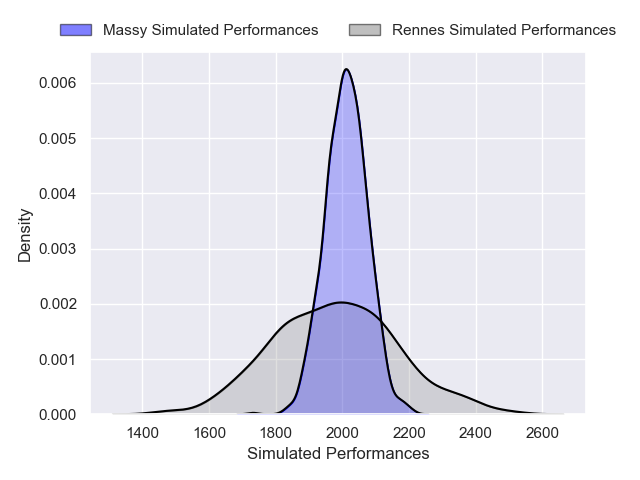 Massy Simulated Performances Rennes Simulated Performances
0.006
0.005
0.004
0.003
0.002
0.001
0.000
Density
1400 1600 1800 2000 2200 2400 2600
Simulated Performances